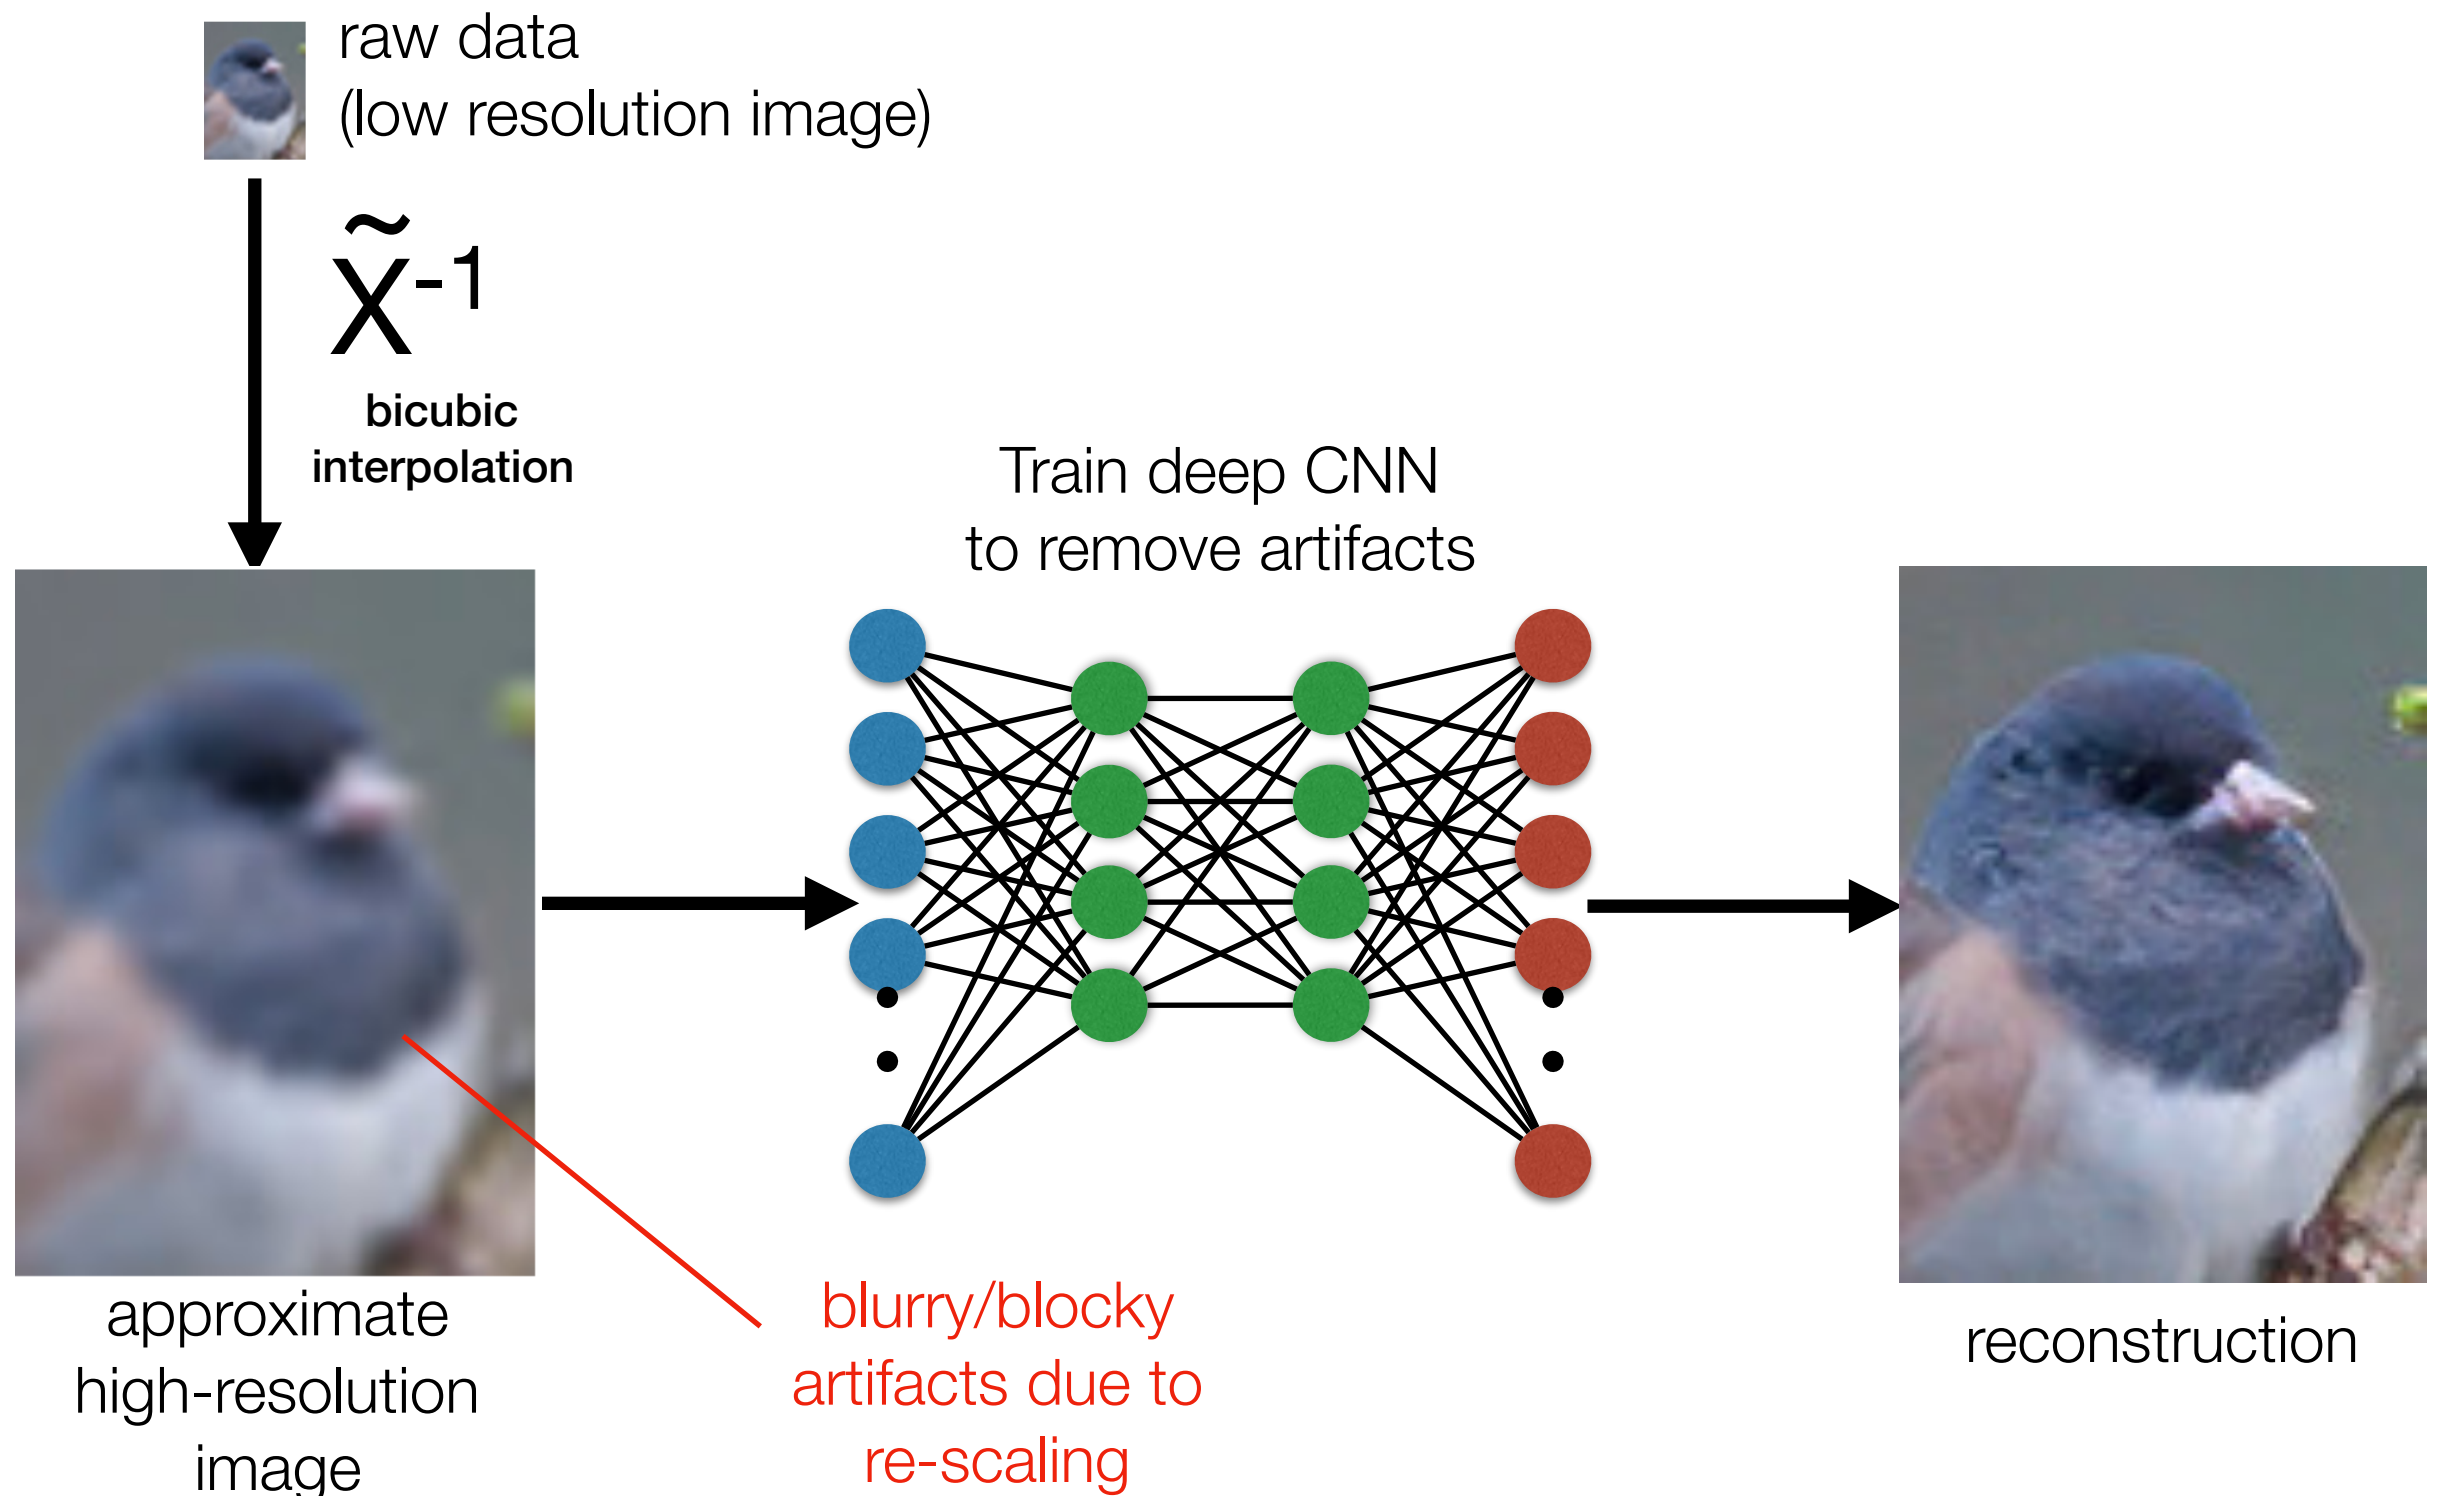 raw data
(low resolution image)
x̃⁻¹
bicubic
interpolation
Train deep CNN
to remove artifacts
approximate
high-resolution
image
blurry/blocky
artifacts due to
re-scaling
reconstruction